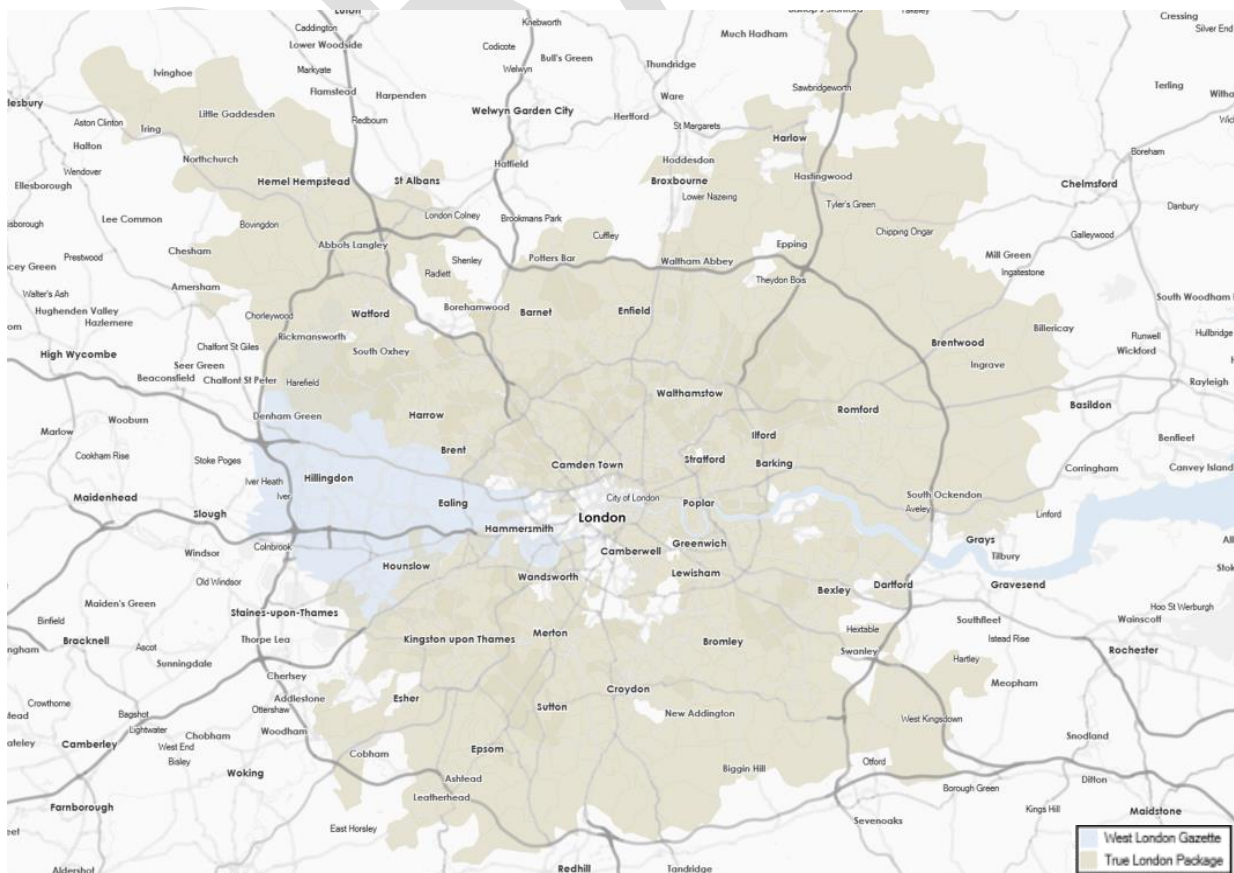 Luton
Bishop's Stortford
Takeley
Caddington
Knebworth
Cressing
Lower Woodside
Codicote
Bull's Green
Much Hadham
Silver End
Ivinghoe
Markyate
Welwyn
Thundridge
Flamstead
Harpenden
Ware
Sawbridgeworth
Terling
lesbury
Little Gaddesden
Redbourn
Welwyn Garden City
Hertford
Witha
Aston Clinton
Tring
St Margarets
Harlow
Halton
Northchurch
Hatfield
Hoddesdon
Boreham
Wendover
Hemel Hempstead
St Albans
Broxbourne
Hastingwood
Chelmsford
Ellesborough
Lower Nazeing
Tyler's Green
Danbury
Lee Common
Bovingdon
London Colney
Brookmans Park
Cuffley
Chipping Ongar
Galleywood
isborough
Abbots Langley
Epping
Mill Green
Prestwood
Chesham
Shenley
Potters Bar
Waltham Abbey
Ingatestone
cey Green
Radlett
Theydon Bois
Walter's Ash
Amersham
Borehamwood
South Woodham
Hughenden Valley
Chorleywood
Watford
Barnet
Enfield
Billericay
Hazlemere
Rickmansworth
Runwell
Hullbridge
High Wycombe
Chalfont St Giles
South Oxhey
Brentwood
Wickford
Seer Green
Ingrave
Beaconsfield
Chalfont St Peter
Harefield
Walthamstow
Rayleigh
Wooburn
Denham Green
Harrow
Romford
Basildon
Marlow
Ilford
Benfleet
Cookham Rise
Stoke Poges
Brent
Camden Town
Stratford
Barking
Corringham
Canvey Island
Iver Heath
Hillingdon
Maidenhead
Iver
Ealing
City of London
Poplar
South Ockendon
Slough
London
Aveley
Linford
Hammersmith
Colnbrook
Camberwell
Greenwich
Grays
Windsor
Hounslow
Tilbury
Old Windsor
Wandsworth
Lewisham
Dartford
Gravesend
Maiden's Green
Bexley
Hoo St Werburgh
Binfield
Staines-upon-Thames
Southfleet
Wainscott
Bracknell
Thorpe Lea
Kingston upon Thames
Merton
Bromley
Hextable
Istead Rise
ingham
Ascot
Swanley
Hartley
Rochester
Sunningdale
Chertsey
Meopham
Crowthorne
Addlestone
Esher
Croydon
Bagshot
Ottershaw
Sutton
New Addington
West Kingsdown
Lightwater
Chobham
Woodham
Snodland
ateley
Camberley
West End
Cobham
Epsom
Bisley
Otford
Woking
Ashtead
Biggin Hill
Ditton
Farnborough
Leatherhead
Borough Green
Kings Hill
Maidstone
East Horsley
Sevenoaks
West London Gazette
True London Package
Aldershot
Redhill
Tandridge